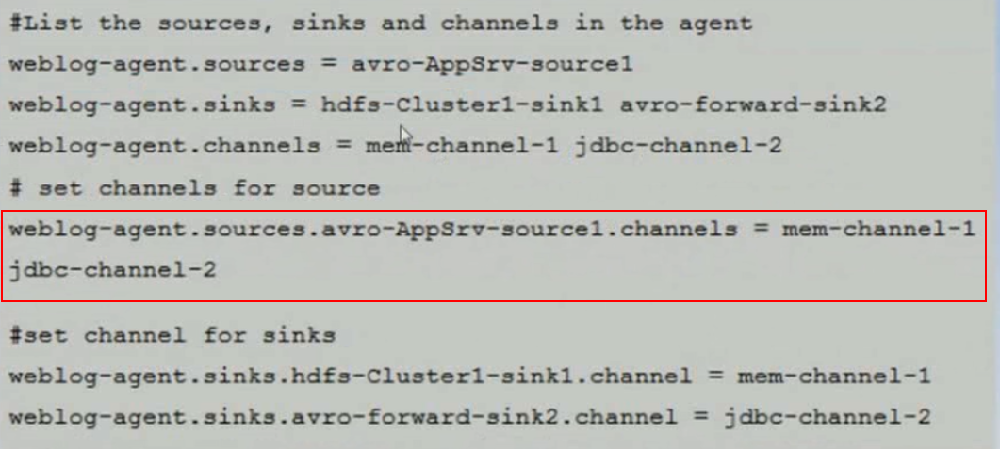 #List the sources, sinks and channels in the agent
weblog-agent.sources = avro-AppSrv-source1
weblog-agent.sinks = hdfs-Cluster1-sink1 avro-forward-sink2
weblog-agent.channels = mem-channel-1 jdbc-channel-2
# set channels for source
weblog-agent.sources.avro-AppSrv-source1.channels = mem-channel-1
jdbc-channel-2
#set channel for sinks
weblog-agent.sinks.hdfs-Cluster1-sink1.channel = mem-channel-1
weblog-agent.sinks.avro-forward-sink2.channel = jdbc-channel-2